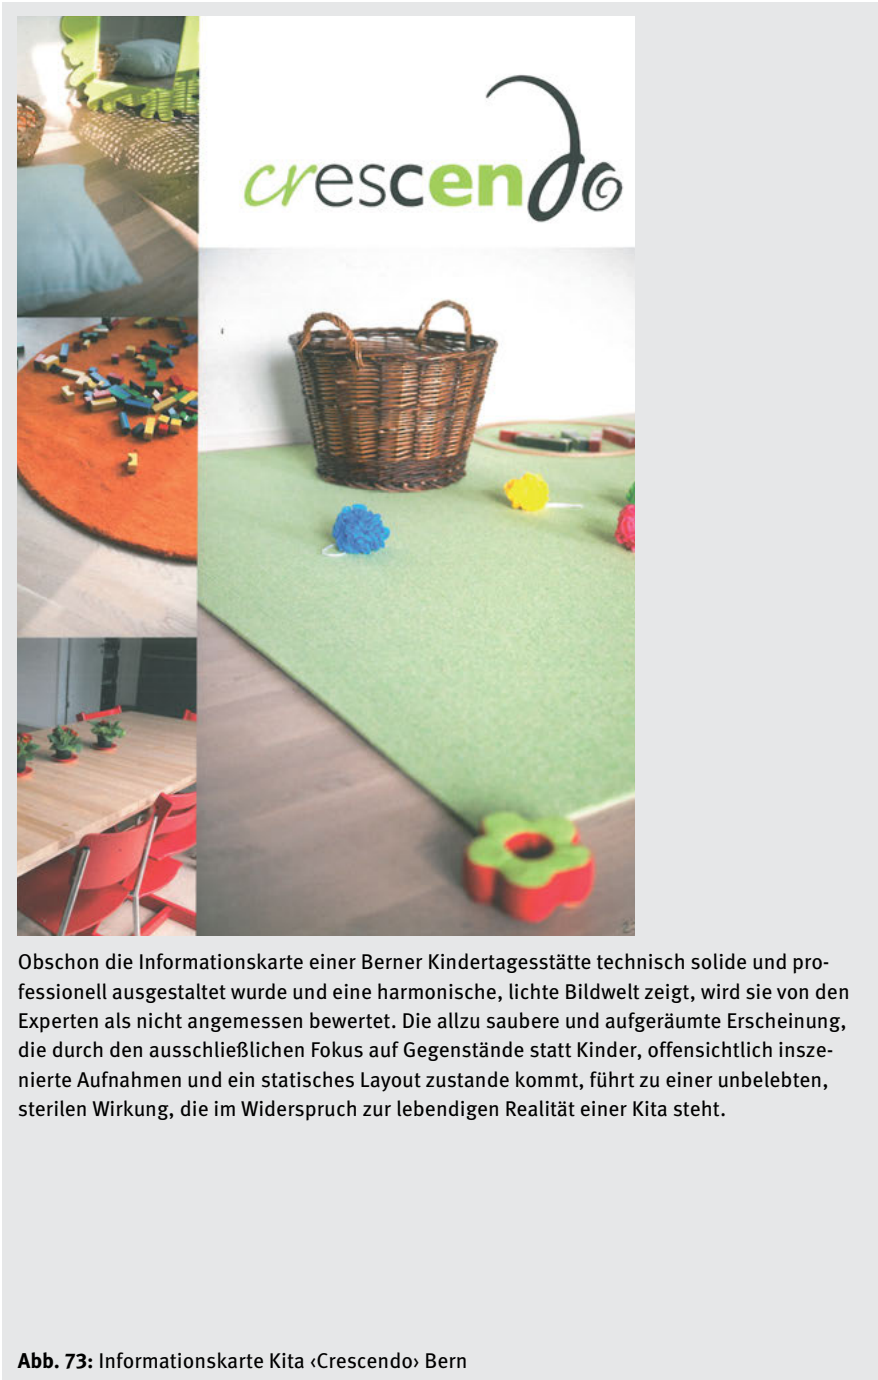 crescendo
Obschon die Informationskarte einer Berner Kindertagesstätte technisch solide und pro-
fessionell ausgestaltet wurde und eine harmonische, lichte Bildwelt zeigt, wird sie von den
Experten als nicht angemessen bewertet. Die allzu saubere und aufgeräumte Erscheinung,
die durch den ausschließlichen Fokus auf Gegenstände statt Kinder, offensichtlich insze-
nierte Aufnahmen und ein statisches Layout zustande kommt, führt zu einer unbelebten,
sterilen Wirkung, die im Widerspruch zur lebendigen Realität einer Kita steht.
Abb. 73: Informationskarte Kita ‹Crescendo› Bern